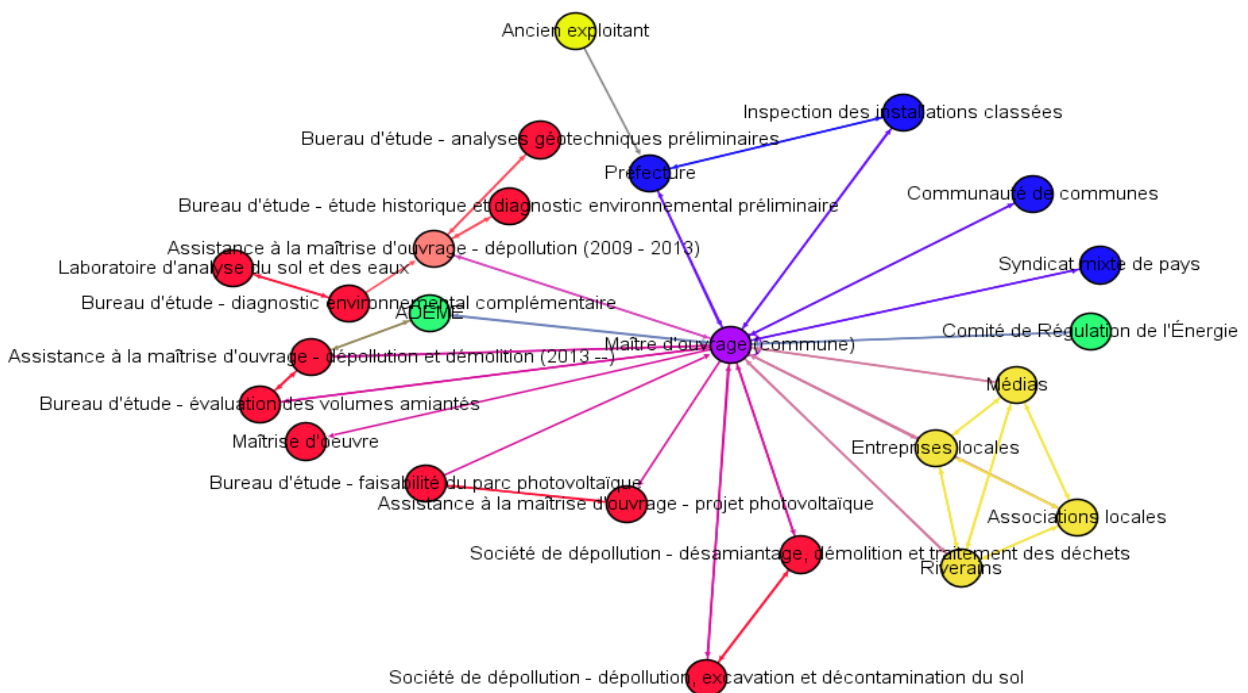 Ancien exploitant
Inspection des installations classées
Buerau d'étude - analyses géotechniques préliminaires
Préfecture
Communauté de communes
Bureau d'étude - étude historique et diagnostic environnemental préliminaire
Assistance à la maîtrise d'ouvrage - dépollution (2009 - 2013)
Laboratoire d'analyse du sol et des eaux
Syndicat mixte de pays
Bureau d'étude - diagnostic environnemental complémentaire
ADEME
Comité de Régulation de l'Énergie
Maître d'ouvrage (commune)
Assistance à la maîtrise d'ouvrage - dépollution et démolition (2013 --)
Médias
Bureau d'étude - évaluation des volumes amiantés
Maîtrise d'oeuvre
Entreprises locales
Bureau d'étude - faisabilité du parc photovoltaïque
Assistance à la maîtrise d'ouvrage - projet photovoltaïque
Associations locales
Société de dépollution - désamiantage, démolition et traitement des déchets
Riverains
Société de dépollution - dépollution, excavation et décontamination du sol